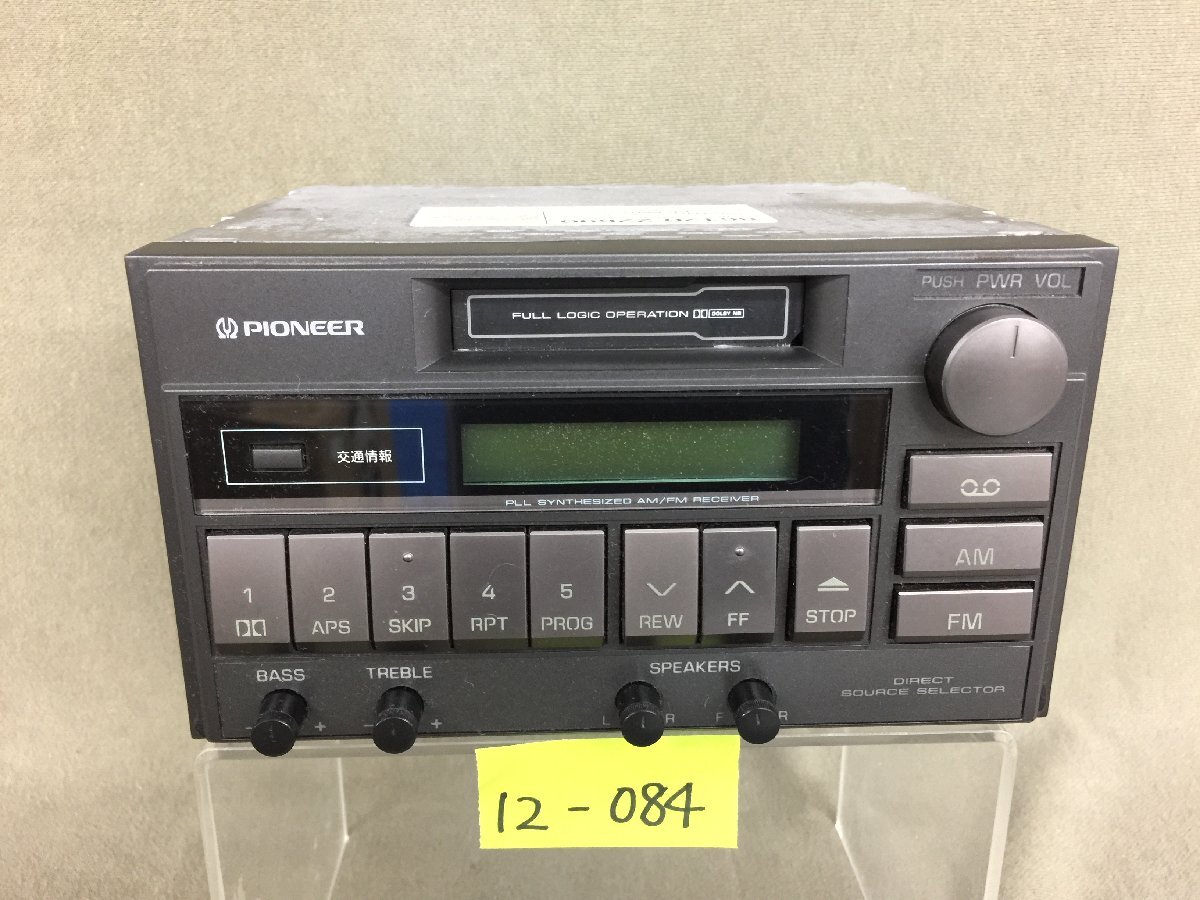 PUSH PWR VOL
PIONEER
FULL LOGIC OPERATION DOLBY NR
交通情報
PLL SYNTHESIZED AM/FM RECEIVER
AM
FM
1 2 3 4 5
APS SKIP RPT PROG REW FF STOP
BASS TREBLE SPEAKERS
- + - + L R F R
DIRECT
SOURCE SELECTOR
12-084